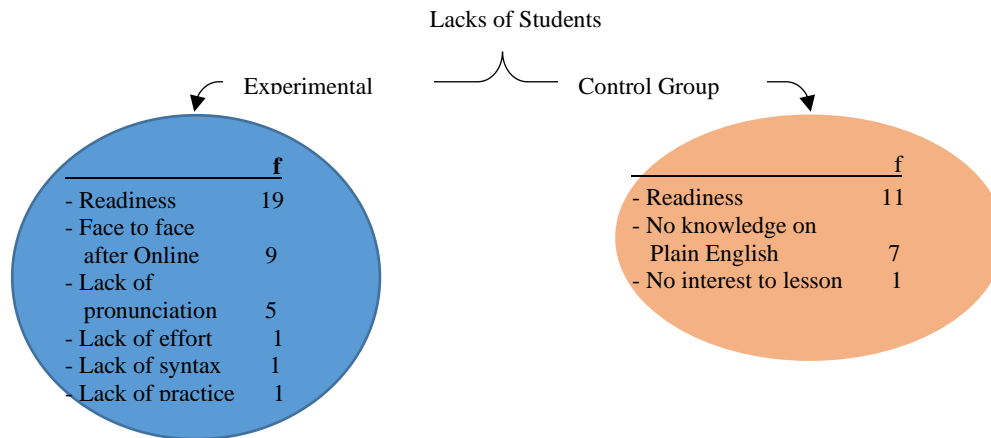 Lacks of Students
Experimental
Control Group
f
- Readiness 19
- Face to face
after Online 9
- Lack of
pronunciation 5
- Lack of effort 1
- Lack of syntax 1
- Lack of practice 1
f
- Readiness 11
- No knowledge on
Plain English 7
- No interest to lesson 1